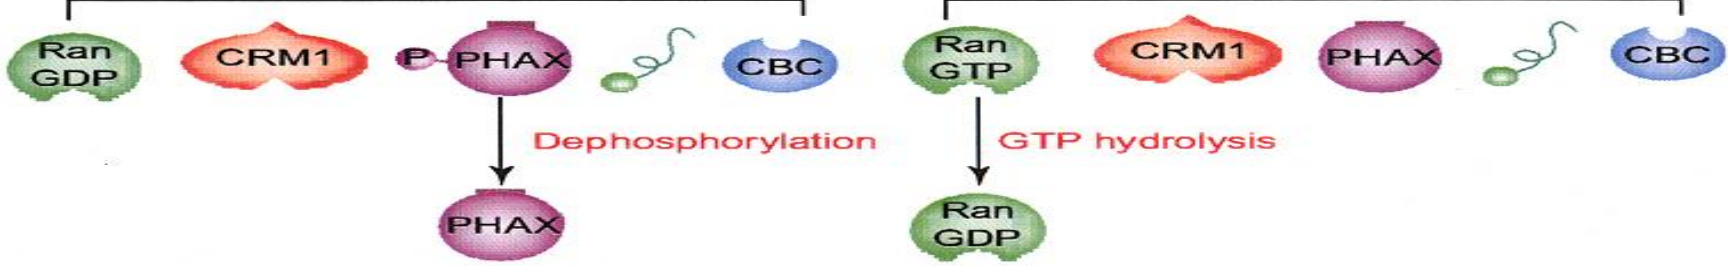 Ran
GDP
CRM1
P
PHAX
CBC
Ran
GTP
CRM1
PHAX
CBC
Dephosphorylation
GTP hydrolysis
PHAX
Ran
GDP